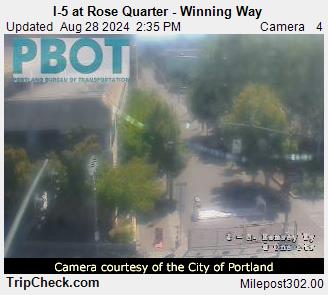 I-5 at Rose Quarter - Winning Way
Updated Aug 28 2024 2:35 PM Camera 4
PBOT
PORTLAND BUREAU OF TRANSPORTATION
Camera courtesy of the City of Portland
TripCheck.com Milepost302.00